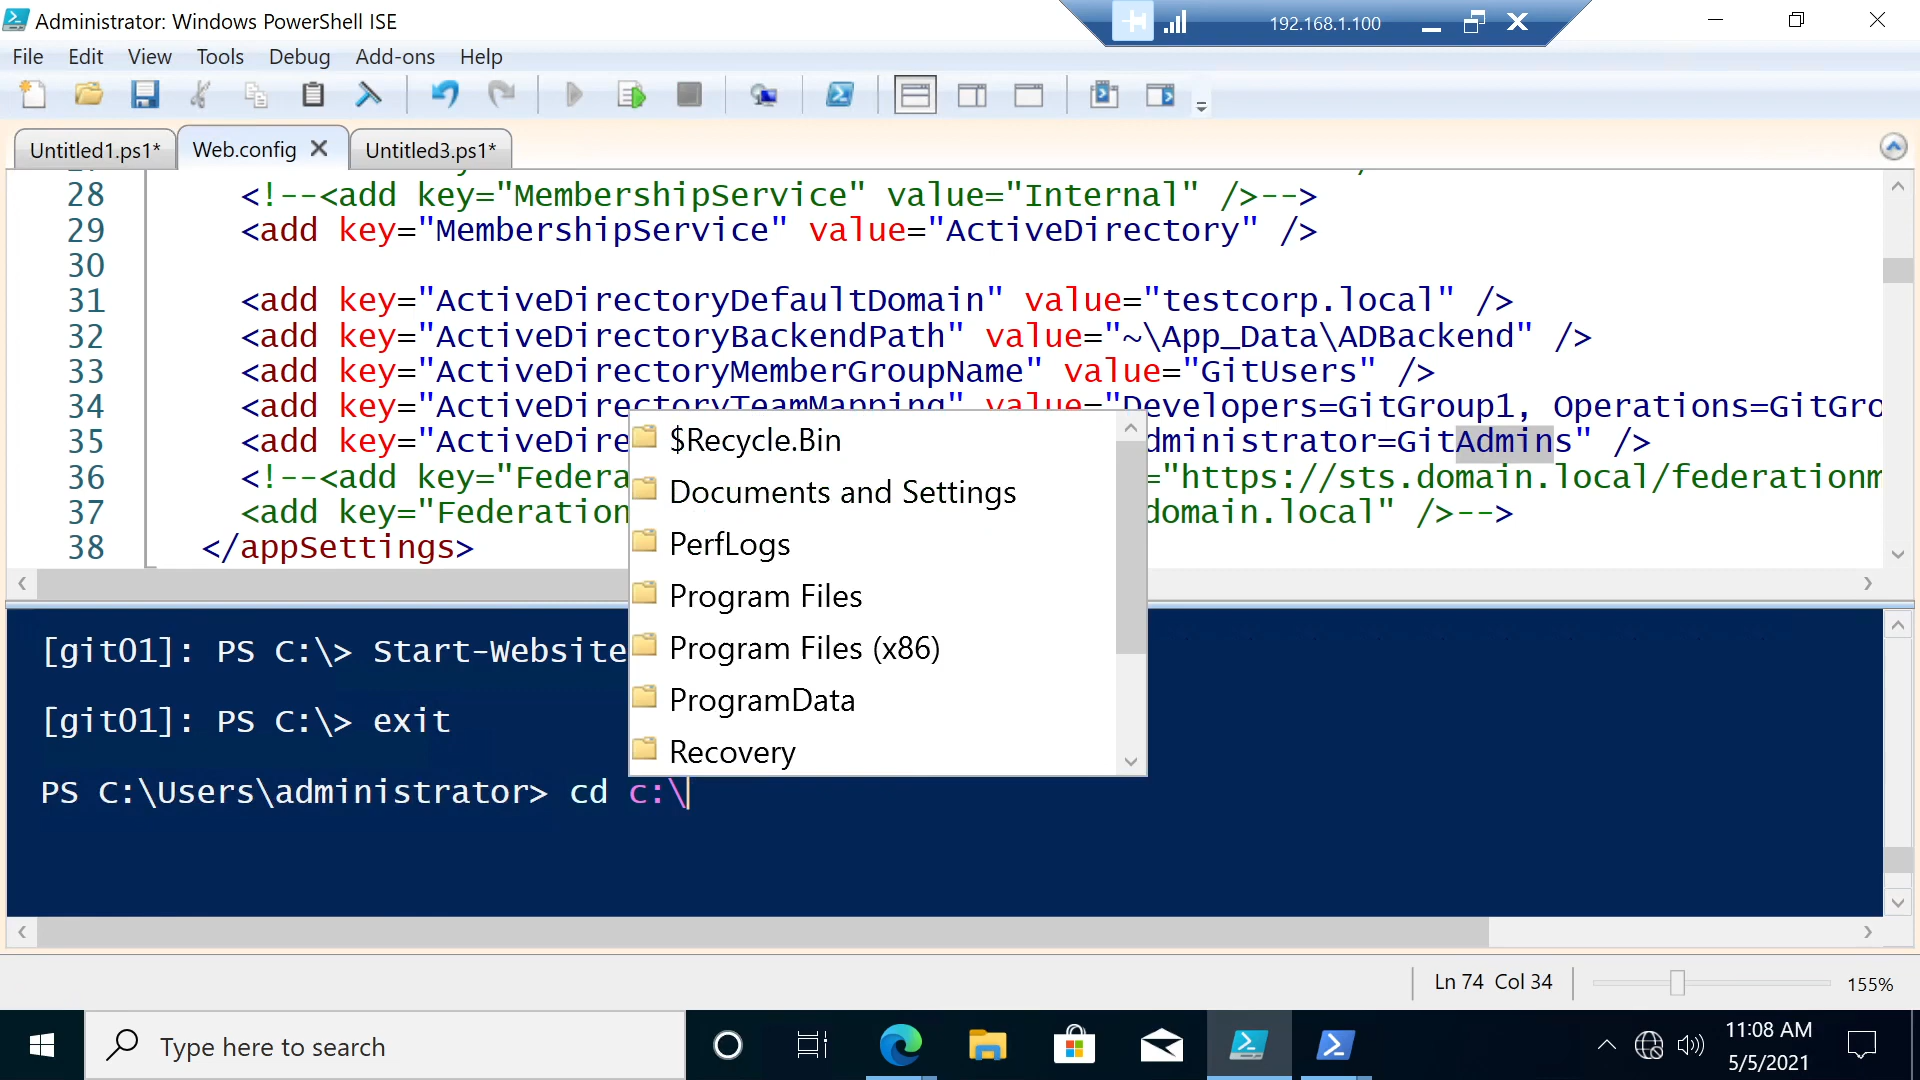 Administrator: Windows PowerShell ISE
192.168.1.100
File Edit View Tools Debug Add-ons Help
Untitled1.ps1* Web.config Untitled3.ps1*
28 <!--<add key="MembershipService" value="Internal" />-->
29 <add key="MembershipService" value="ActiveDirectory" />
30
31 <add key="ActiveDirectoryDefaultDomain" value="testcorp.local" />
32 <add key="ActiveDirectoryBackendPath" value="~\App_Data\ADBackend" />
33 <add key="ActiveDirectoryMemberGroupName" value="GitUsers" />
34 <add key="ActiveDirectoryTeamMapping" value="Developers=GitGroup1, Operations=GitGro
35 <add key="ActiveDire dministrator=GitAdmins" />
36 <!--<add key="Federa ="https://sts.domain.local/federationm
37 <add key="Federation domain.local" />-->
38 </appSettings>
$Recycle.Bin
Documents and Settings
PerfLogs
Program Files
Program Files (x86)
ProgramData
Recovery
[git01]: PS C:\> Start-Website
[git01]: PS C:\> exit
PS C:\Users\administrator> cd c:\
Ln 74 Col 34
155%
Type here to search
11:08 AM
5/5/2021